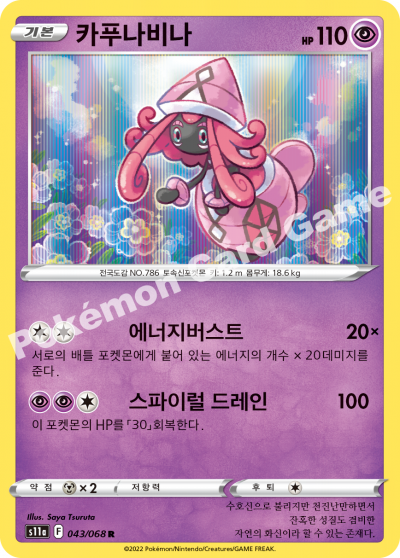 기본 카푸나비나 HP 110
전국도감 NO.786 토속신포켓몬 키: 1.2 m 몸무게: 18.6 kg
에너지버스트 20×
서로의 배틀 포켓몬에게 붙어 있는 에너지의 개수 × 20데미지를
준다.
스파이럴 드레인 100
이 포켓몬의 HP를 「30」 회복한다.
약점 ×2 저항력 후퇴
Illus. Saya Tsuruta
수호신으로 불리지만 천진난만하면서
잔혹한 성질도 겸비한
자연의 화신이라 할 수 있는 존재다.
s11a F 043/068 R
©2022 Pokémon/Nintendo/Creatures/GAME FREAK.
Pokémon Card Game